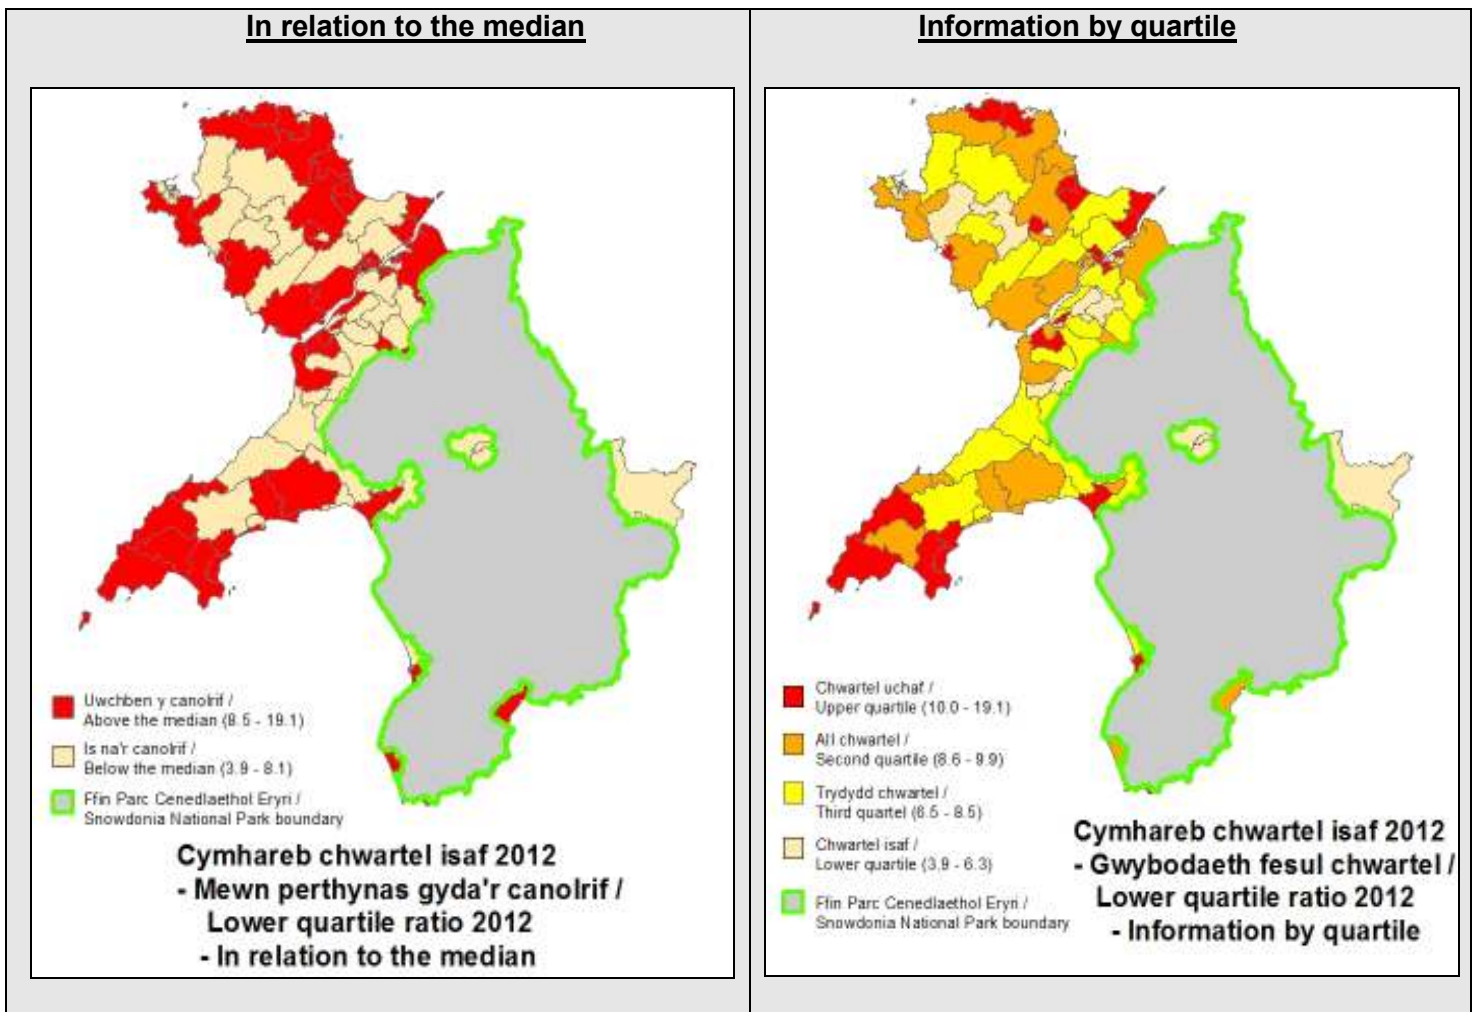 In relation to the median
Uwchben y canolrif /
Above the median (8.5 - 19.1)
Is na'r canolrif /
Below the median (3.9 - 8.1)
Ffin Parc Cenedlaethol Eryri /
Snowdonia National Park boundary
Cymhareb chwartel isaf 2012
- Mewn perthynas gyda'r canolrif /
Lower quartile ratio 2012
- In relation to the median
Information by quartile
Chwartel uchaf /
Upper quartile (10.0 - 19.1)
Ail chwartel /
Second quartile (8.6 - 9.9)
Trydydd chwartel /
Third quartel (6.5 - 8.5)
Chwartel isaf /
Lower quartile (3.9 - 6.3)
Ffin Parc Cenedlaethol Eryri /
Snowdonia National Park boundary
Cymhareb chwartel isaf 2012
- Gwybodaeth fesul chwartel /
Lower quartile ratio 2012
- Information by quartile